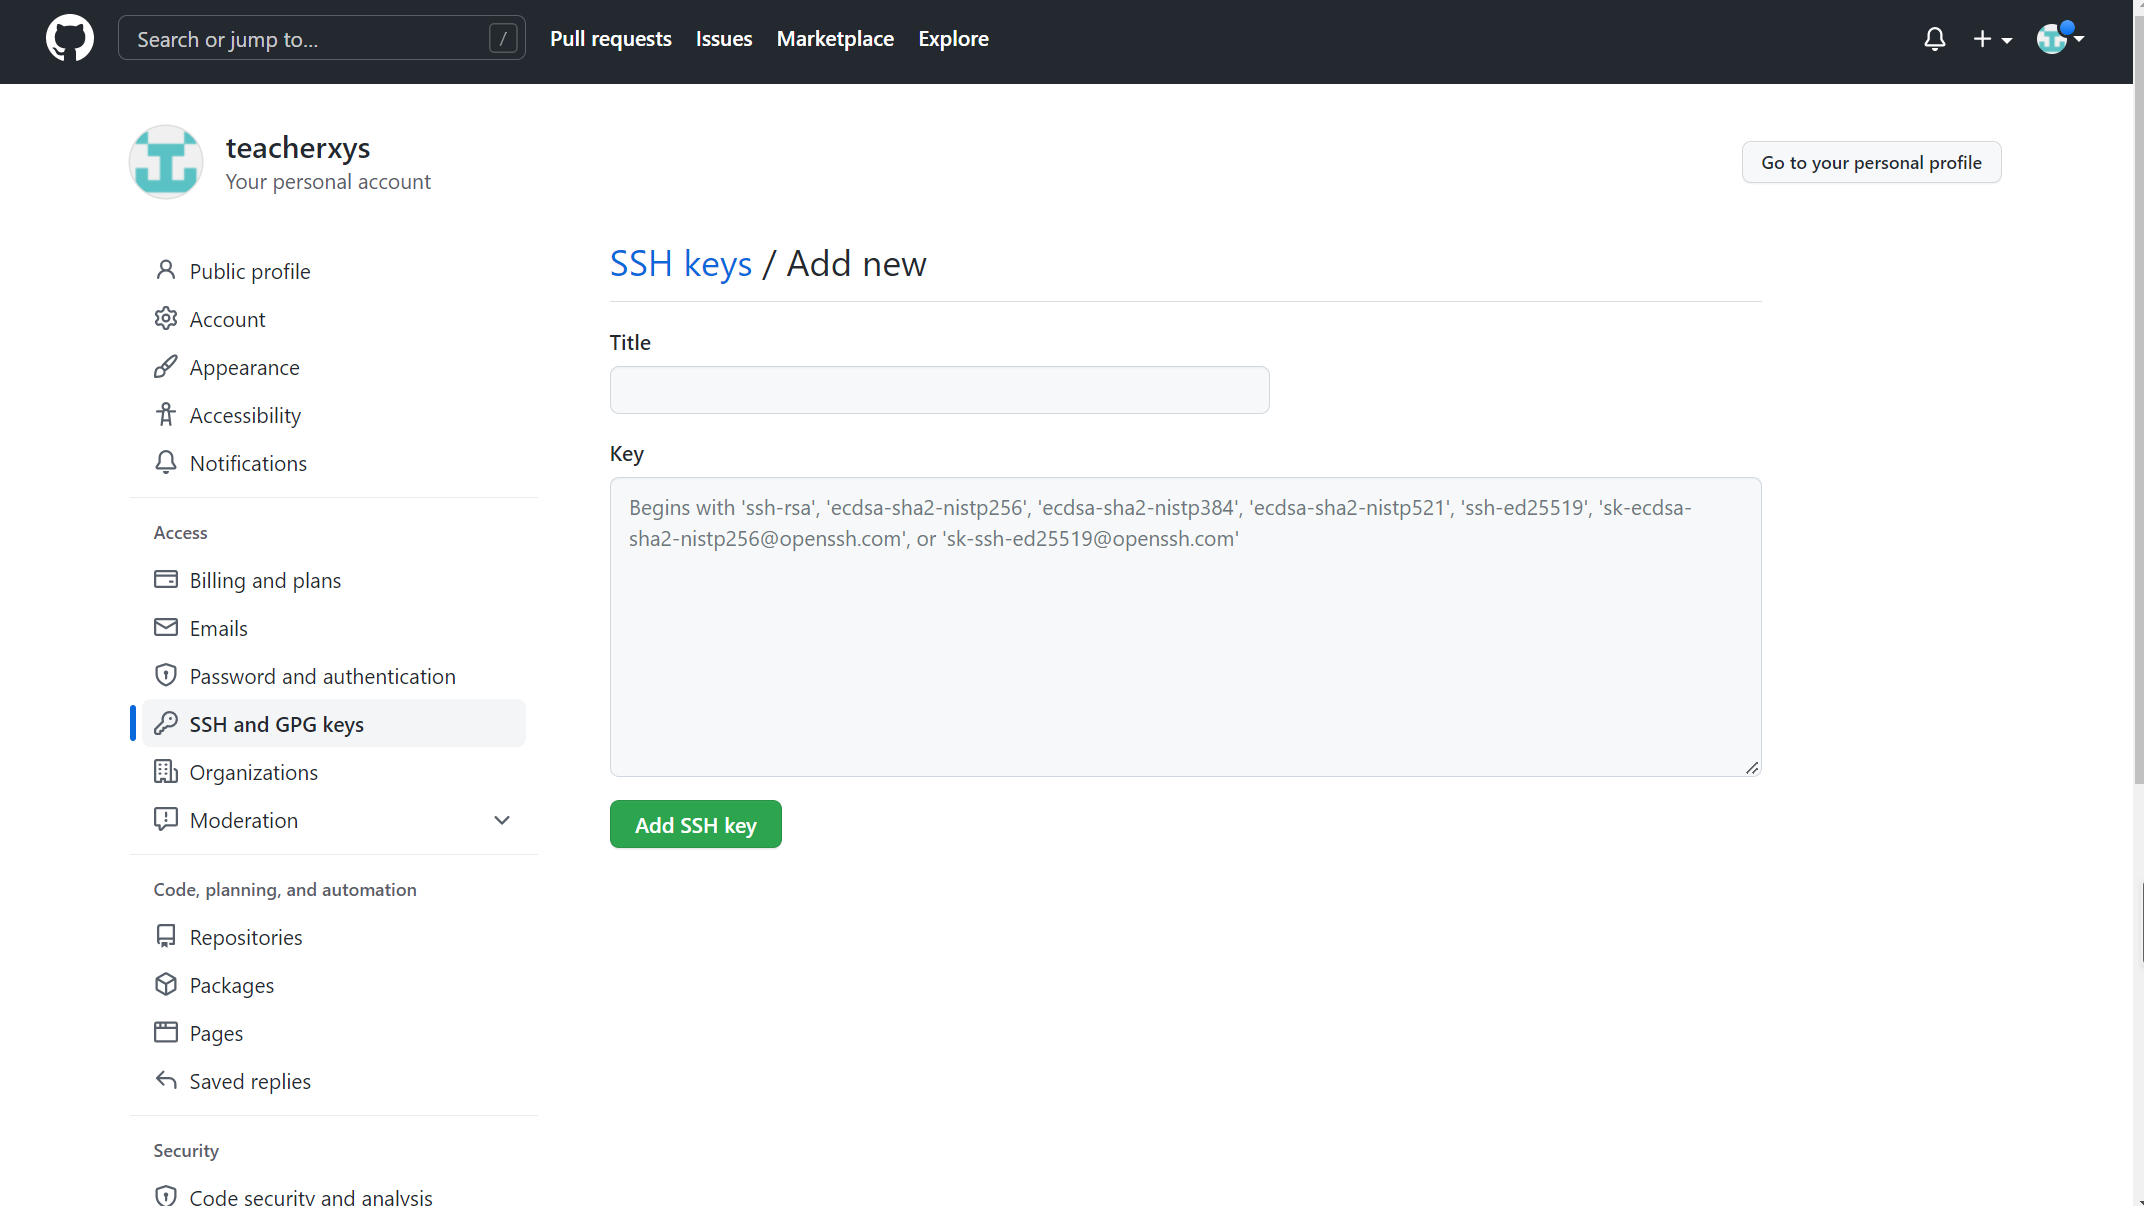 Search or jump to...
/
Pull requests
Issues
Marketplace
Explore
teacherxys
Your personal account
Go to your personal profile
Public profile
Account
Appearance
Accessibility
Notifications
Access
Billing and plans
Emails
Password and authentication
SSH and GPG keys
Organizations
Moderation
Code, planning, and automation
Repositories
Packages
Pages
Saved replies
Security
Code security and analysis
SSH keys / Add new
Title
Key
Begins with 'ssh-rsa', 'ecdsa-sha2-nistp256', 'ecdsa-sha2-nistp384', 'ecdsa-sha2-nistp521', 'ssh-ed25519', 'sk-ecdsa-
sha2-nistp256@openssh.com', or 'sk-ssh-ed25519@openssh.com'
Add SSH key